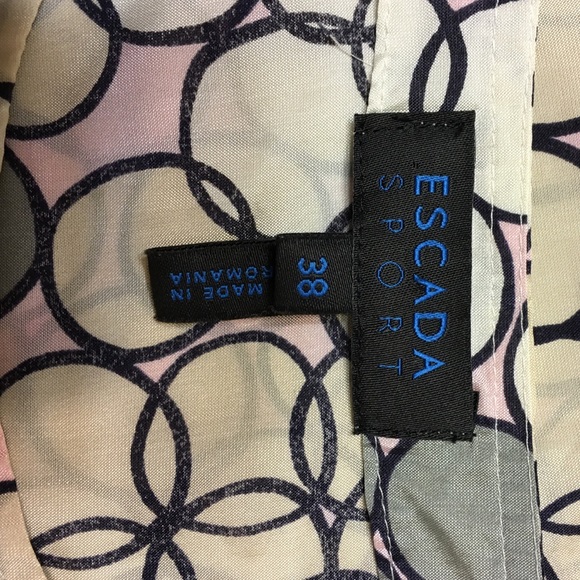 ESCADA
SPORT
38
MADE IN
ROMANIA